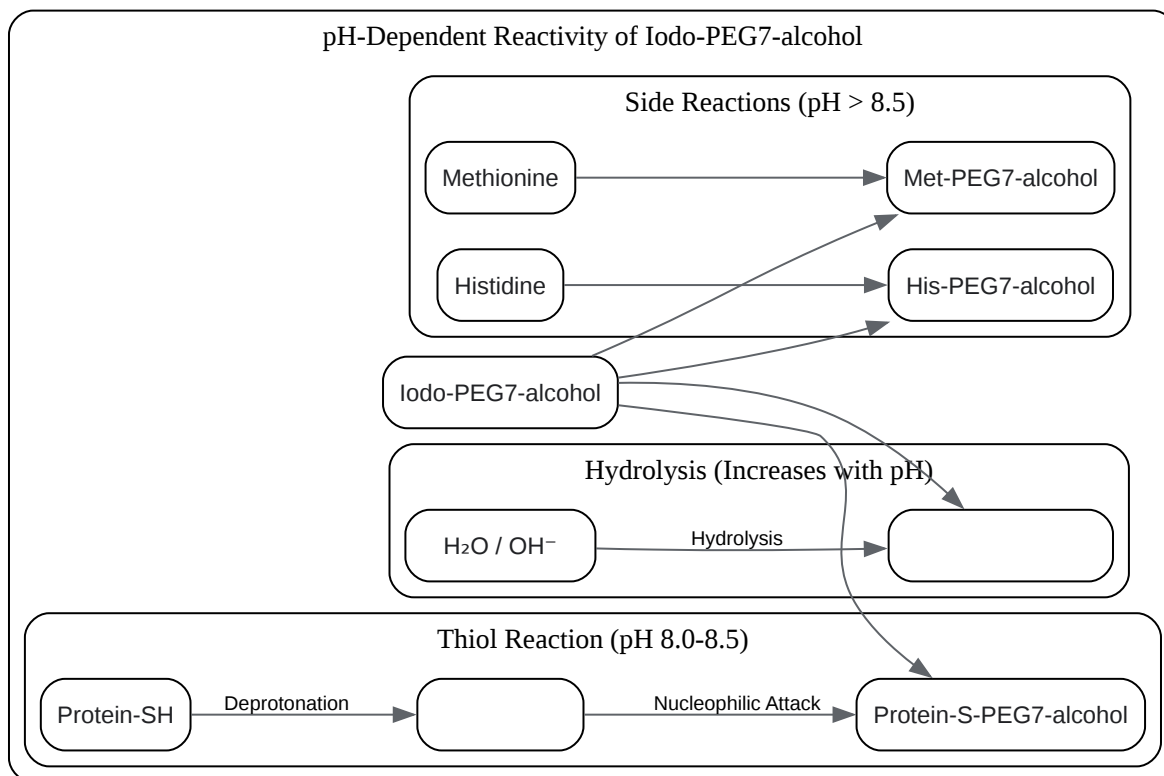 pH-Dependent Reactivity of Iodo-PEG7-alcohol
Side Reactions (pH > 8.5)
Methionine
Met-PEG7-alcohol
Histidine
His-PEG7-alcohol
Iodo-PEG7-alcohol
Hydrolysis (Increases with pH)
H₂O / OH⁻
Hydrolysis
Thiol Reaction (pH 8.0-8.5)
Protein-SH
Deprotonation
Nucleophilic Attack
Protein-S-PEG7-alcohol